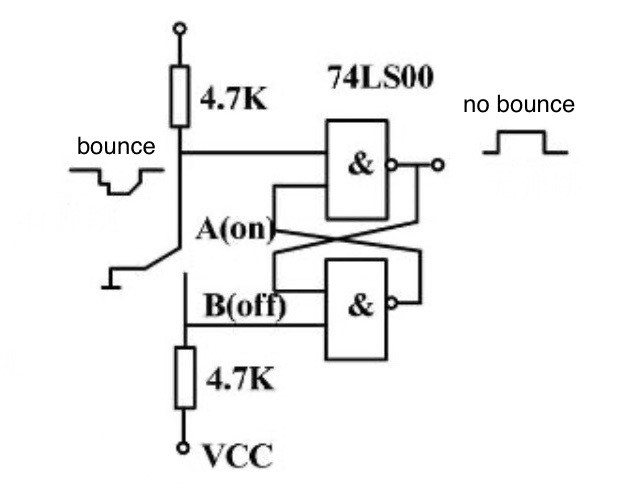 74LS00
4.7K
no bounce
bounce
&
A(on)
B(off)
&
4.7K
VCC